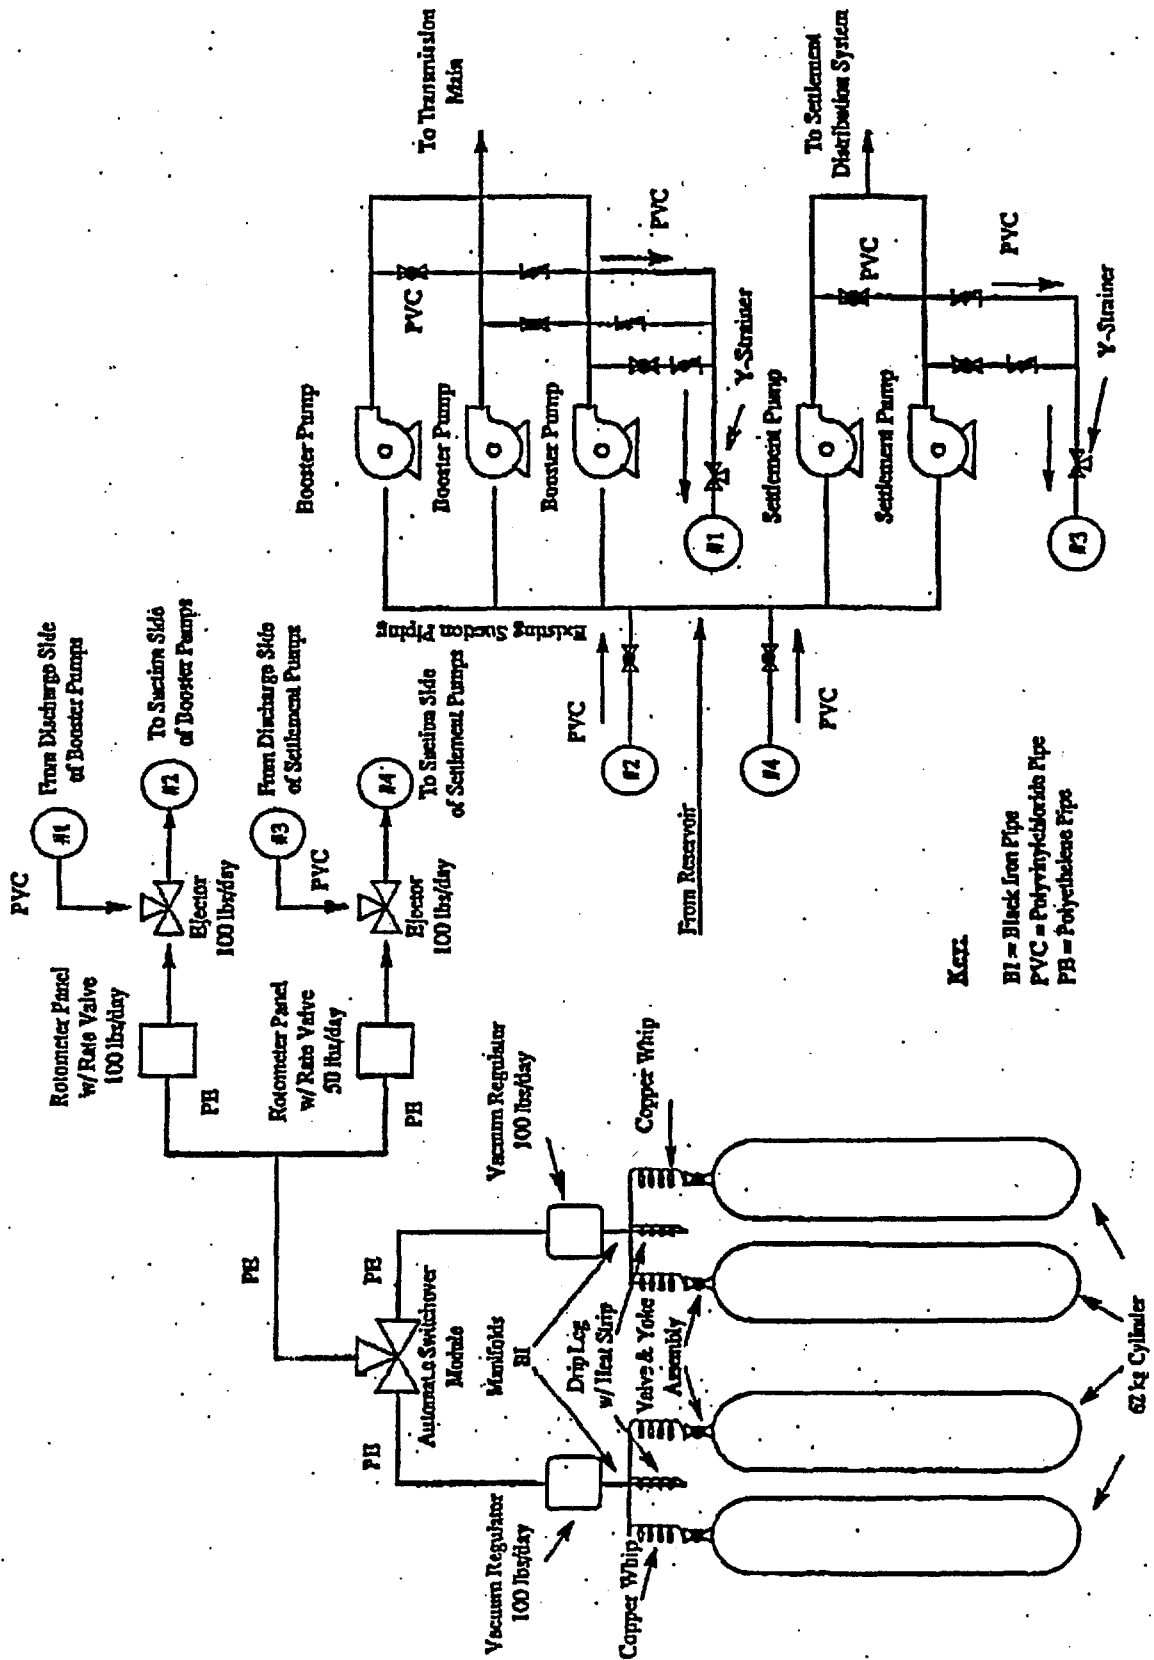 PVC
#1
From Discharge Side
of Booster Pumps
Rotometer Panel
w/ Rate Valve
100 lbs/day
Ejector
100 lbs/day
#2
To Suction Side
of Booster Pumps
PE
PE
Rotometer Panel
w/ Rate Valve
50 lbs/day
PE
PVC
#3
From Discharge Side
of Settlement Pumps
Ejector
100 lbs/day
#4
To Suction Side
of Settlement Pumps
PE
PE
Automate Switchover
Module
Vacuum Regulator
100 lbs/day
Vacuum Regulator
100 lbs/day
Manifolds
BI
Drip Leg
w/ Heat Strip
Valve & Yoke
Assembly
Copper Whip
Copper Whip
62 kg Cylinder
Booster Pump
Booster Pump
Booster Pump
PVC
PVC
To Transmission
Main
Y-Strainer
#1
Existing Suction Piping
Settlement Pump
Settlement Pump
PVC
PVC
To Settlement
Distribution System
Y-Strainer
#3
PVC
#2
#4
PVC
From Reservoir
Key:
BI = Black Iron Pipe
PVC = Polyvinylchloride Pipe
PE = Polyethelene Pipe